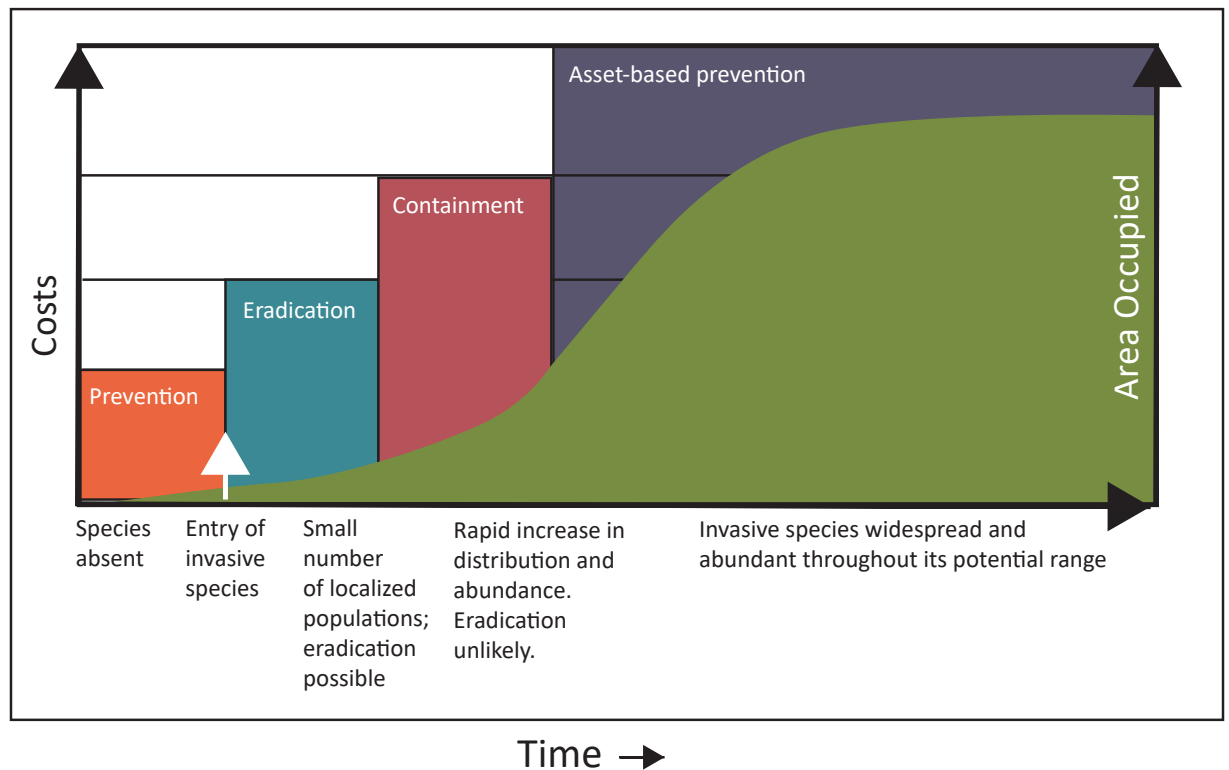 Asset-based prevention
Containment
Eradication
Prevention
Costs
Area Occupied
Species
absent
Entry of
invasive
species
Small
number
of localized
populations;
eradication
possible
Rapid increase in
distribution and
abundance.
Eradication
unlikely.
Invasive species widespread and
abundant throughout its potential range
Time